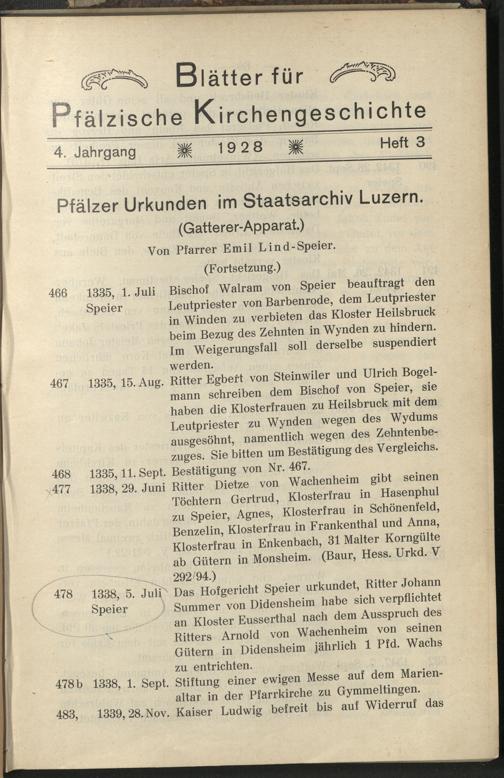 Blätter für
Pfälzische Kirchengeschichte
4. Jahrgang 1928 Heft 3
Pfälzer Urkunden im Staatsarchiv Luzern.
(Gatterer-Apparat.)
Von Pfarrer Emil Lind-Speier.
(Fortsetzung.)
466 1335, 1. Juli Bischof Walram von Speier beauftragt den
Speier Leutpriester von Barbenrode, dem Leutpriester
in Winden zu verbieten das Kloster Heilsbruck
beim Bezug des Zehnten in Wynden zu hindern.
Im Weigerungsfall soll derselbe suspendiert
werden.
467 1335, 15. Aug. Ritter Egbert von Steinwiler und Ulrich Bogel-
mann schreiben dem Bischof von Speier, sie
haben die Klosterfrauen zu Heilsbruck mit dem
Leutpriester zu Wynden wegen des Wydums
ausgesöhnt, namentlich wegen des Zehntenbe-
zuges. Sie bitten um Bestätigung des Vergleichs.
468 1335, 11. Sept. Bestätigung von Nr. 467.
477 1338, 29. Juni Ritter Dietze von Wachenheim gibt seinen
Töchtern Gertrud, Klosterfrau in Hasenphul
zu Speier, Agnes, Klosterfrau in Schönenfeld,
Benzelin, Klosterfrau in Frankenthal und Anna,
Klosterfrau in Enkenbach, 31 Malter Korngülte
ab Gütern in Monsheim. (Baur, Hess. Urkd. V
292/94.)
478 1338, 5. Juli Das Hofgericht Speier urkundet, Ritter Johann
Speier Summer von Didensheim habe sich verpflichtet
an Kloster Eusserthal nach dem Ausspruch des
Ritters Arnold von Wachenheim von seinen
Gütern in Didensheim jährlich 1 Pfd. Wachs
zu entrichten.
478 b 1338, 1. Sept. Stiftung einer ewigen Messe auf dem Marien-
altar in der Pfarrkirche zu Gymmeltingen.
483, 1339, 28. Nov. Kaiser Ludwig befreit bis auf Widerruf das